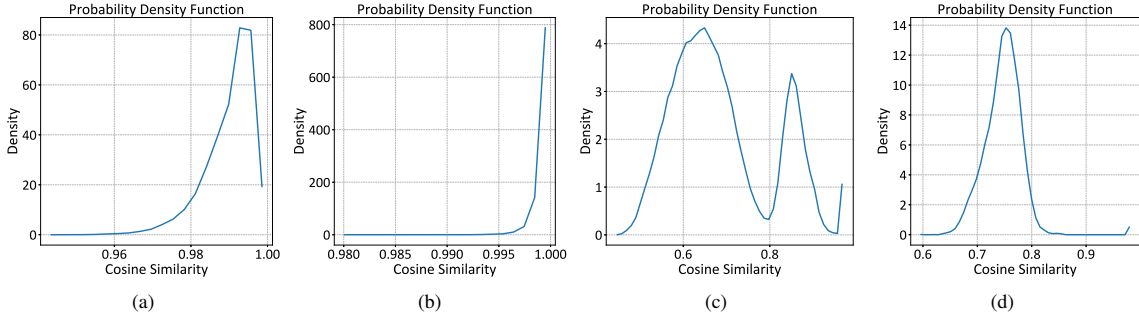 Probability Density Function
80
60
40
20
0
Density
0.96
0.98
1.00
Cosine Similarity
(a)
Probability Density Function
800
600
400
200
0
Density
0.980
0.985
0.990
0.995
1.000
Cosine Similarity
(b)
Probability Density Function
4
3
2
1
0
Density
0.6
0.8
Cosine Similarity
(c)
Probability Density Function
14
12
10
8
6
4
2
0
Density
0.6
0.7
0.8
0.9
Cosine Similarity
(d)